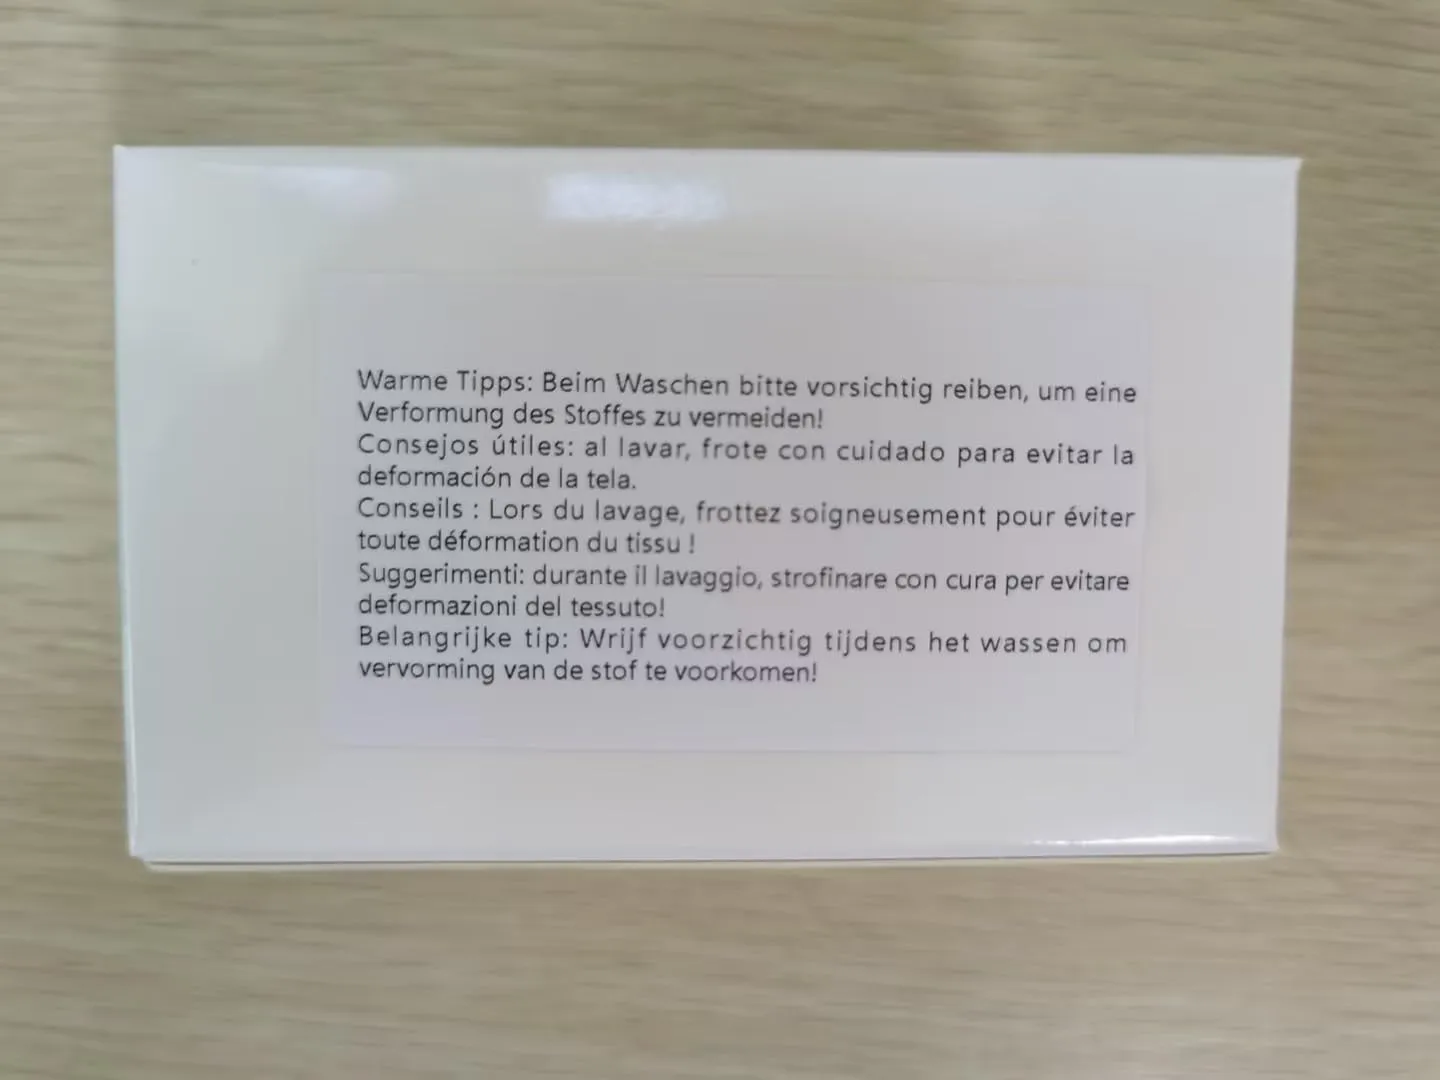 Warme Tipps: Beim Waschen bitte vorsichtig reiben, um eine
Verformung des Stoffes zu vermeiden!
Consejos útiles: al lavar, frote con cuidado para evitar la
deformación de la tela.
Conseils : Lors du lavage, frottez soigneusement pour éviter
toute déformation du tissu !
Suggerimenti: durante il lavaggio, strofinare con cura per evitare
deformazioni del tessuto!
Belangrijke tip: Wrijf voorzichtig tijdens het wassen om
vervorming van de stof te voorkomen!